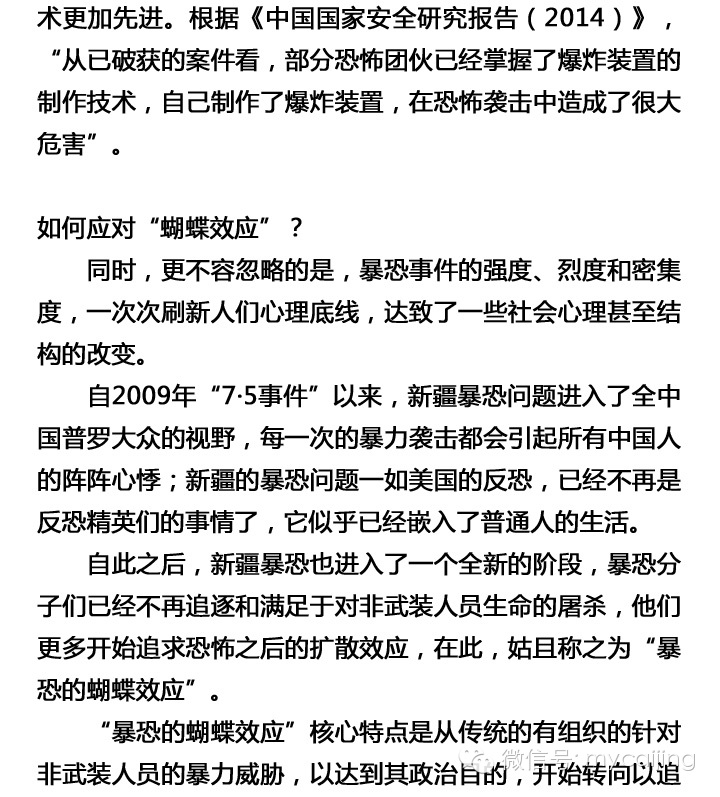 术更加先进。根据《中国国家安全研究报告（2014）》，
“从已破获的案件看，部分恐怖团伙已经掌握了爆炸装置的
制作技术，自己制作了爆炸装置，在恐怖袭击中造成了很大
危害”。
如何应对“蝴蝶效应”？
同时，更不容忽略的是，暴恐事件的强度、烈度和密集
度，一次次刷新人们心理底线，达致了一些社会心理甚至结
构的改变。
自2009年“7·5事件”以来，新疆暴恐问题进入了全中
国普罗大众的视野，每一次的暴力袭击都会引起所有中国人
的阵阵心悸；新疆的暴恐问题一如美国的反恐，已经不再是
反恐精英们的事情了，它似乎已经嵌入了普通人的生活。
自此之后，新疆暴恐也进入了一个全新的阶段，暴恐分
子们已经不再追逐和满足于对非武装人员生命的屠杀，他们
更多开始追求恐怖之后的扩散效应，在此，姑且称之为“暴
恐的蝴蝶效应”。
“暴恐的蝴蝶效应”核心特点是从传统的有组织的针对
非武装人员的暴力威胁，以达到其政治目的，开始转向以追
微信号: mycaijing